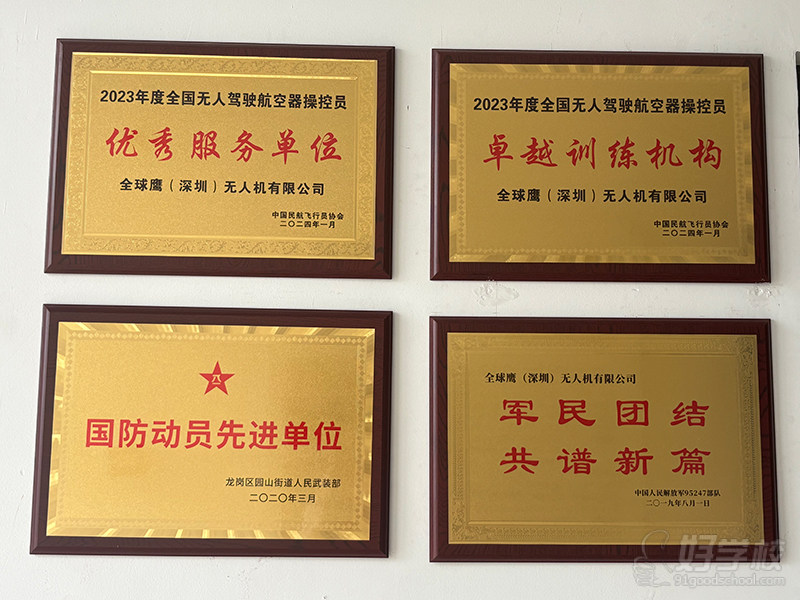 2023年度全国无人驾驶航空器操控员
优秀服务单位
全球鹰（深圳）无人机有限公司
中国民航飞行员协会
二〇二四年一月
2023年度全国无人驾驶航空器操控员
卓越训练机构
全球鹰（深圳）无人机有限公司
中国民航飞行员协会
二〇二四年一月
八一
国防动员先进单位
龙岗区园山街道人民武装部
二〇二〇年三月
全球鹰（深圳）无人机有限公司
军民团结
共谱新篇
中国人民解放军95247部队
二〇一九年八月一日
好学校
91goodschool.com